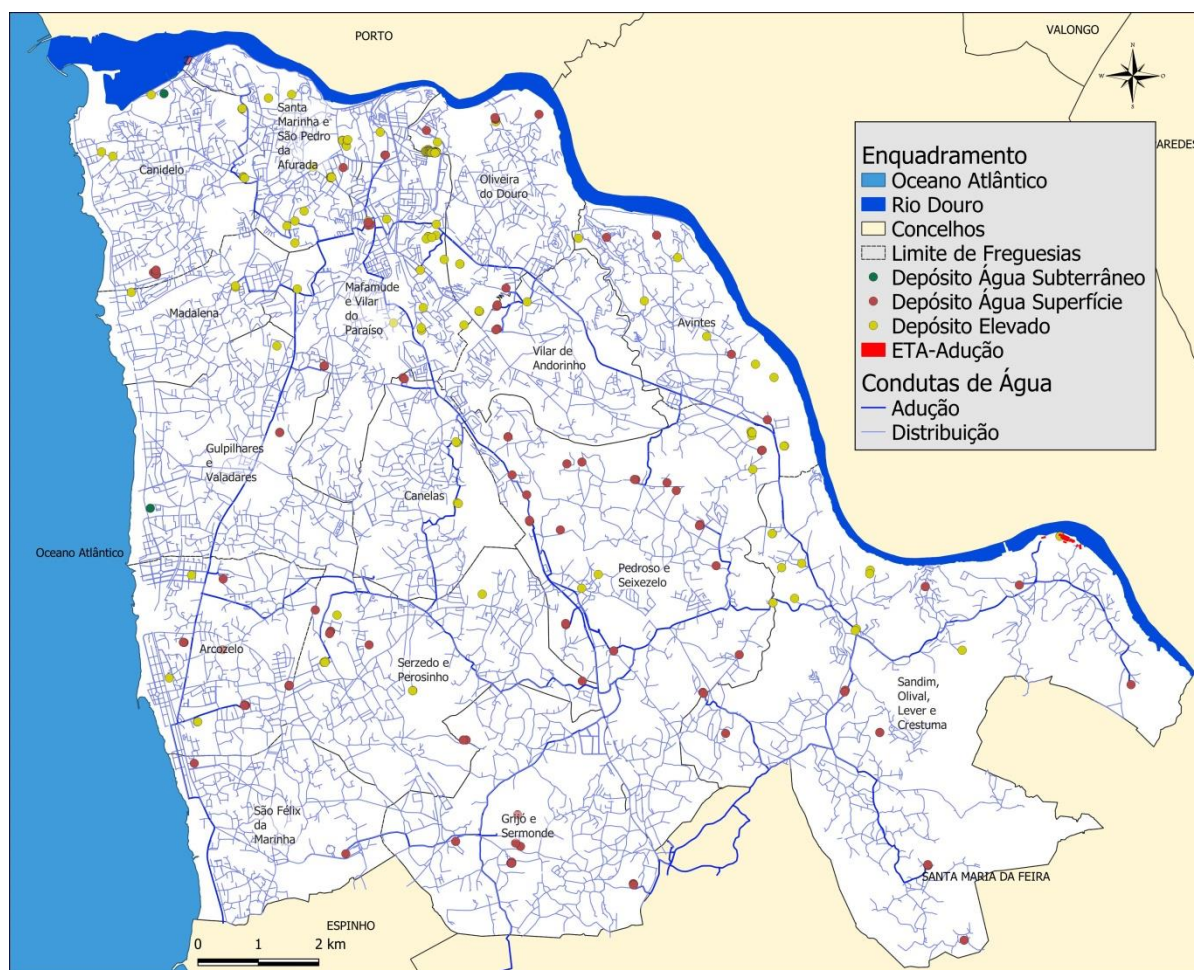 PORTO
VALONGO
N
W
O
S
AREDES
Enquadramento
Oceano Atlântico
Rio Douro
Concelhos
Limite de Freguesias
Depósito Água Subterrâneo
Depósito Água Superfície
Depósito Elevado
ETA-Adução
Condutas de Água
Adução
Distribuição
Santa
Marinha e
São Pedro
da
Afurada
Canidelo
Oliveira
do Douro
Mafamude
e Vilar
do
Paraíso
Madalena
Avintes
Vilar de
Andorinho
Gulpilhares
e
Valadares
Canelas
Oceano Atlântico
Pedroso e
Seixezelo
Arcozelo
Serzedo e
Perosinho
Sandim,
Olival,
Lever e
Crestuma
São Félix
da
Marinha
Grijó e
Sermonde
SANTA MARIA DA FEIRA
ESPINHO
0 1 2 km